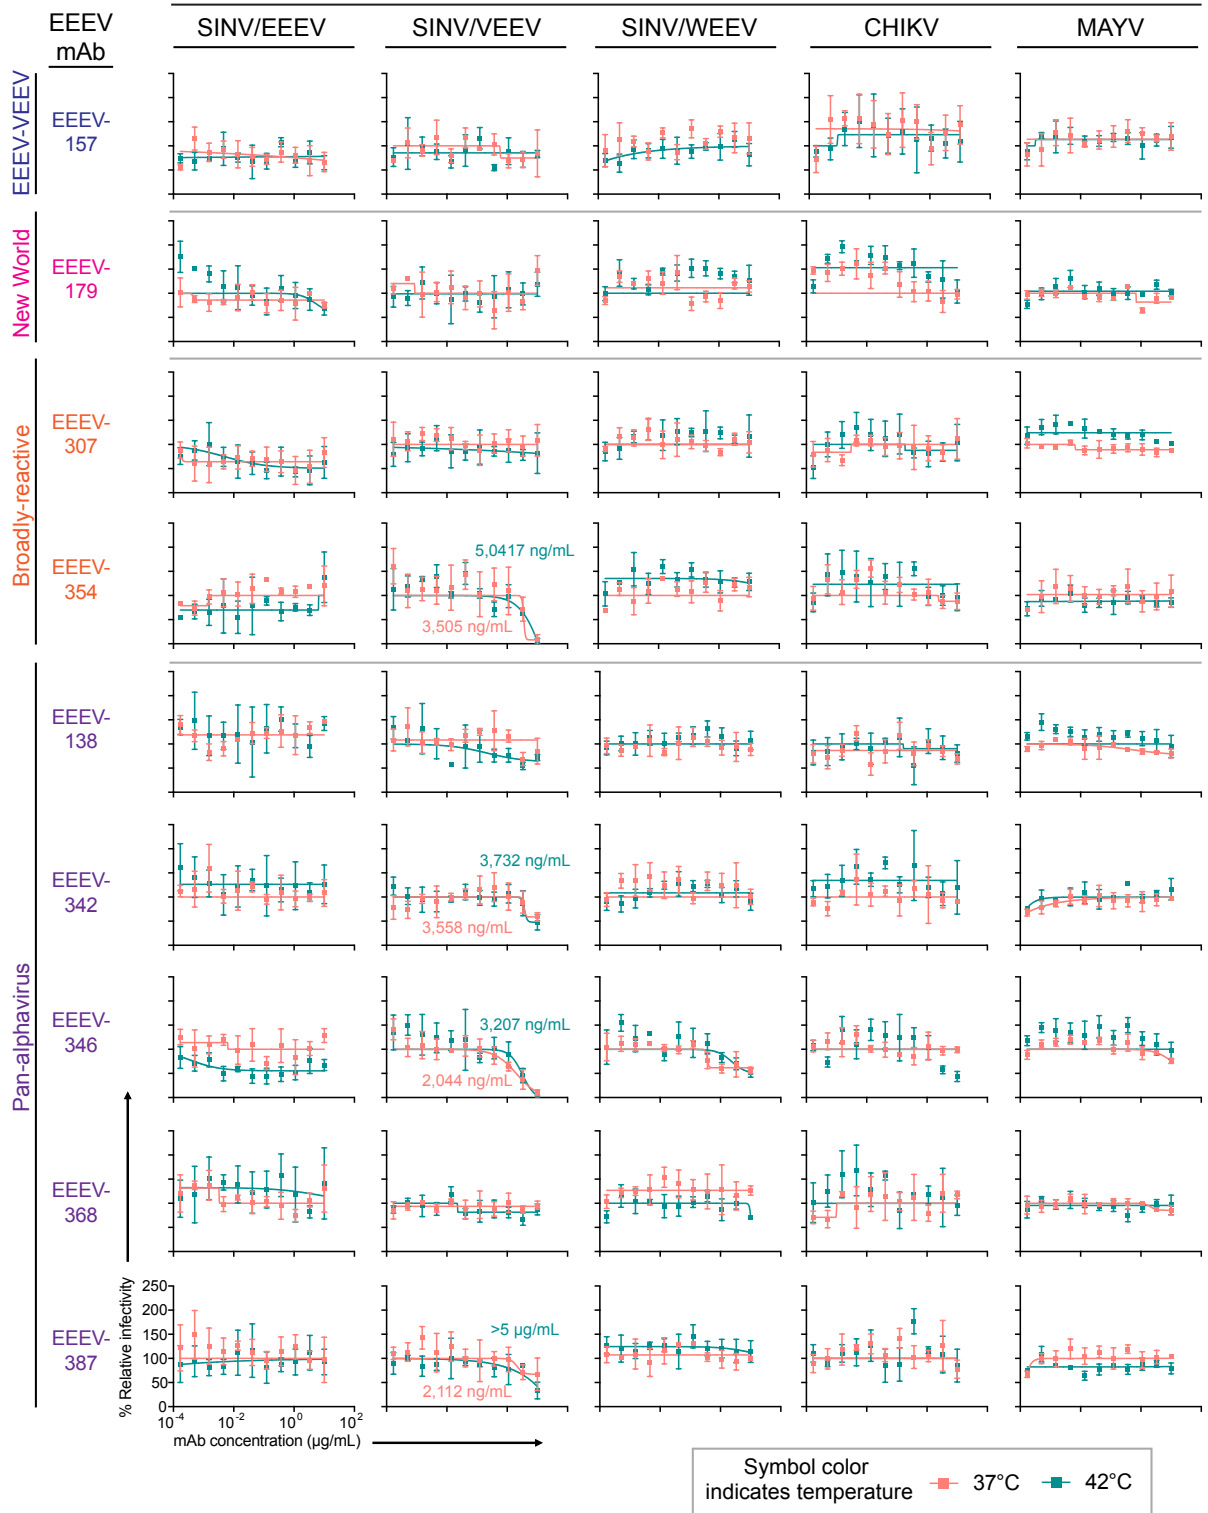 EEEV
mAb
SINV/EEEV
SINV/VEEV
SINV/WEEV
CHIKV
MAYV
EEEV-VEEV
EEEV-
157
New World
EEEV-
179
Broadly-reactive
EEEV-
307
EEEV-
354
5,0417 ng/mL
3,505 ng/mL
Pan-alphavirus
EEEV-
138
EEEV-
342
3,732 ng/mL
3,558 ng/mL
EEEV-
346
3,207 ng/mL
2,044 ng/mL
EEEV-
368
EEEV-
387
>5 µg/mL
2,112 ng/mL
% Relative infectivity
250
200
150
100
50
0
10-4 10-2 100 102
mAb concentration (µg/mL)
Symbol color
indicates temperature
37°C
42°C